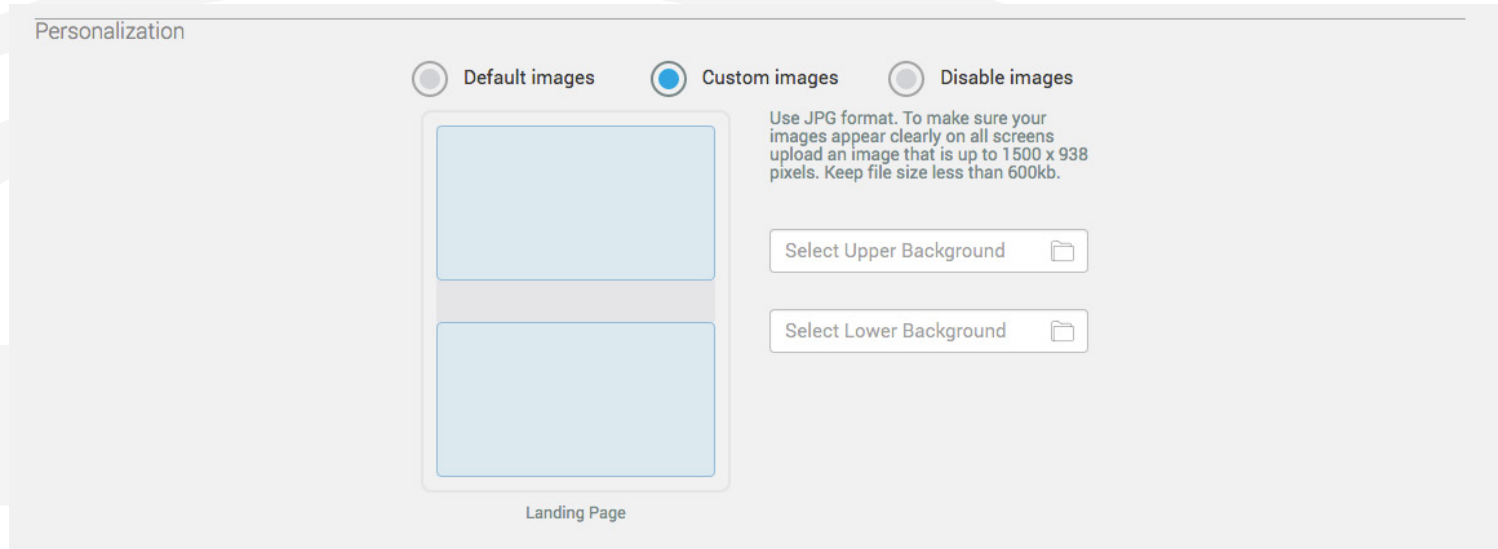 Personalization
Default images
Custom images
Disable images
Use JPG format. To make sure your
images appear clearly on all screens
upload an image that is up to 1500 x 938
pixels. Keep file size less than 600kb.
Select Upper Background
Select Lower Background
Landing Page